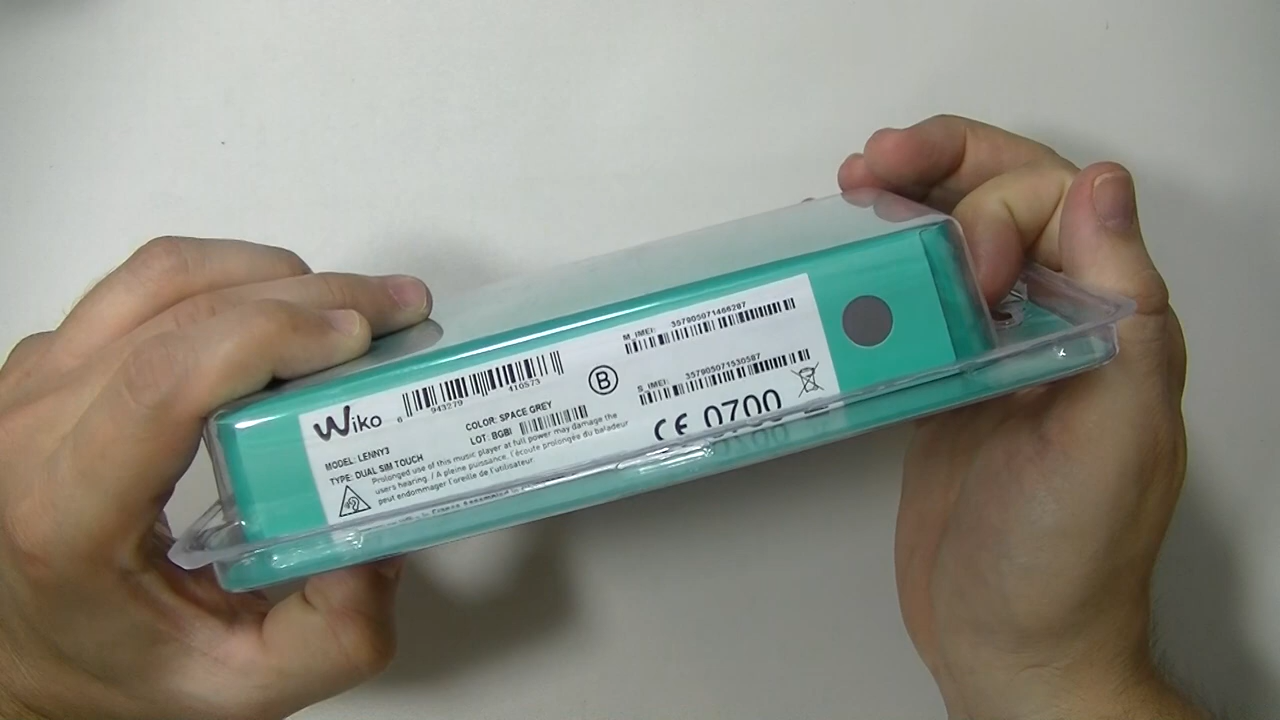 Wiko
6 943279 410573
MODEL: LENNY3
TYPE: DUAL SIM TOUCH
COLOR: SPACE GREY
LOT: BGBI
Prolonged use of this music player at full power may damage the
users hearing. / A pleine puissance, l'écoute prolongée du baladeur
peut endommager l'oreille de l'utilisateur.
B
M_IMEI: 357905071466287
S_IMEI: 357905071530587
CE 0700